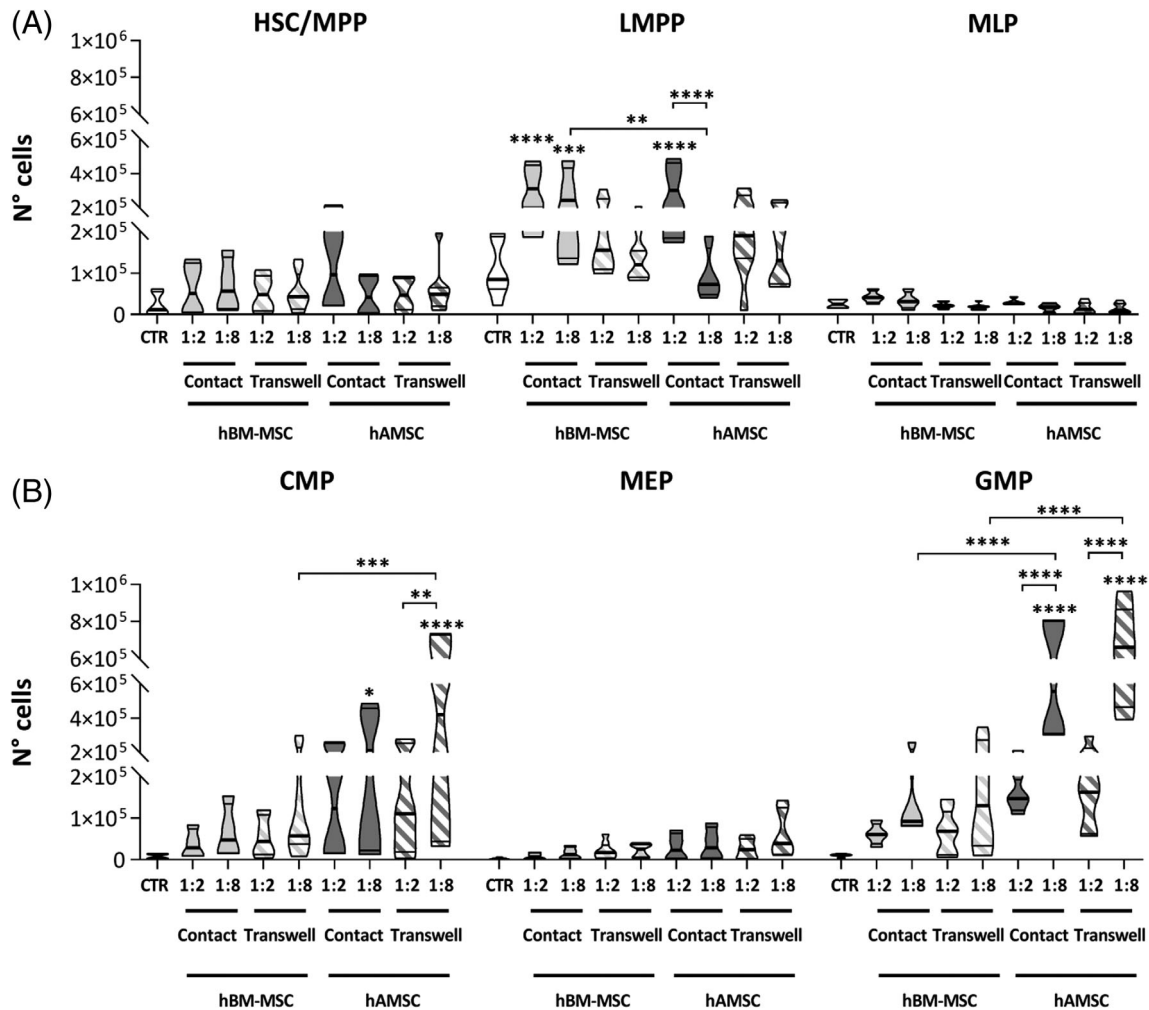 (A)
HSC/MPP LMPP MLP
1×10⁶
8×10⁵
6×10⁵
6×10⁵
4×10⁵
2×10⁵
2×10⁵
1×10⁵
0
N° cells
**** *** ** **** ****
CTR 1:2 1:8 1:2 1:8 1:2 1:8 1:2 1:8 CTR 1:2 1:8 1:2 1:8 1:2 1:8 1:2 1:8 CTR 1:2 1:8 1:2 1:8 1:2 1:8 1:2 1:8
Contact Transwell Contact Transwell Contact Transwell Contact Transwell Contact Transwell Contact Transwell
hBM-MSC hAMSC hBM-MSC hAMSC hBM-MSC hAMSC
(B)
CMP MEP GMP
1×10⁶
8×10⁵
6×10⁵
6×10⁵
4×10⁵
2×10⁵
2×10⁵
1×10⁵
0
N° cells
*** * ** **** **** **** **** **** **** ****
CTR 1:2 1:8 1:2 1:8 1:2 1:8 1:2 1:8 CTR 1:2 1:8 1:2 1:8 1:2 1:8 1:2 1:8 CTR 1:2 1:8 1:2 1:8 1:2 1:8 1:2 1:8
Contact Transwell Contact Transwell Contact Transwell Contact Transwell Contact Transwell Contact Transwell
hBM-MSC hAMSC hBM-MSC hAMSC hBM-MSC hAMSC